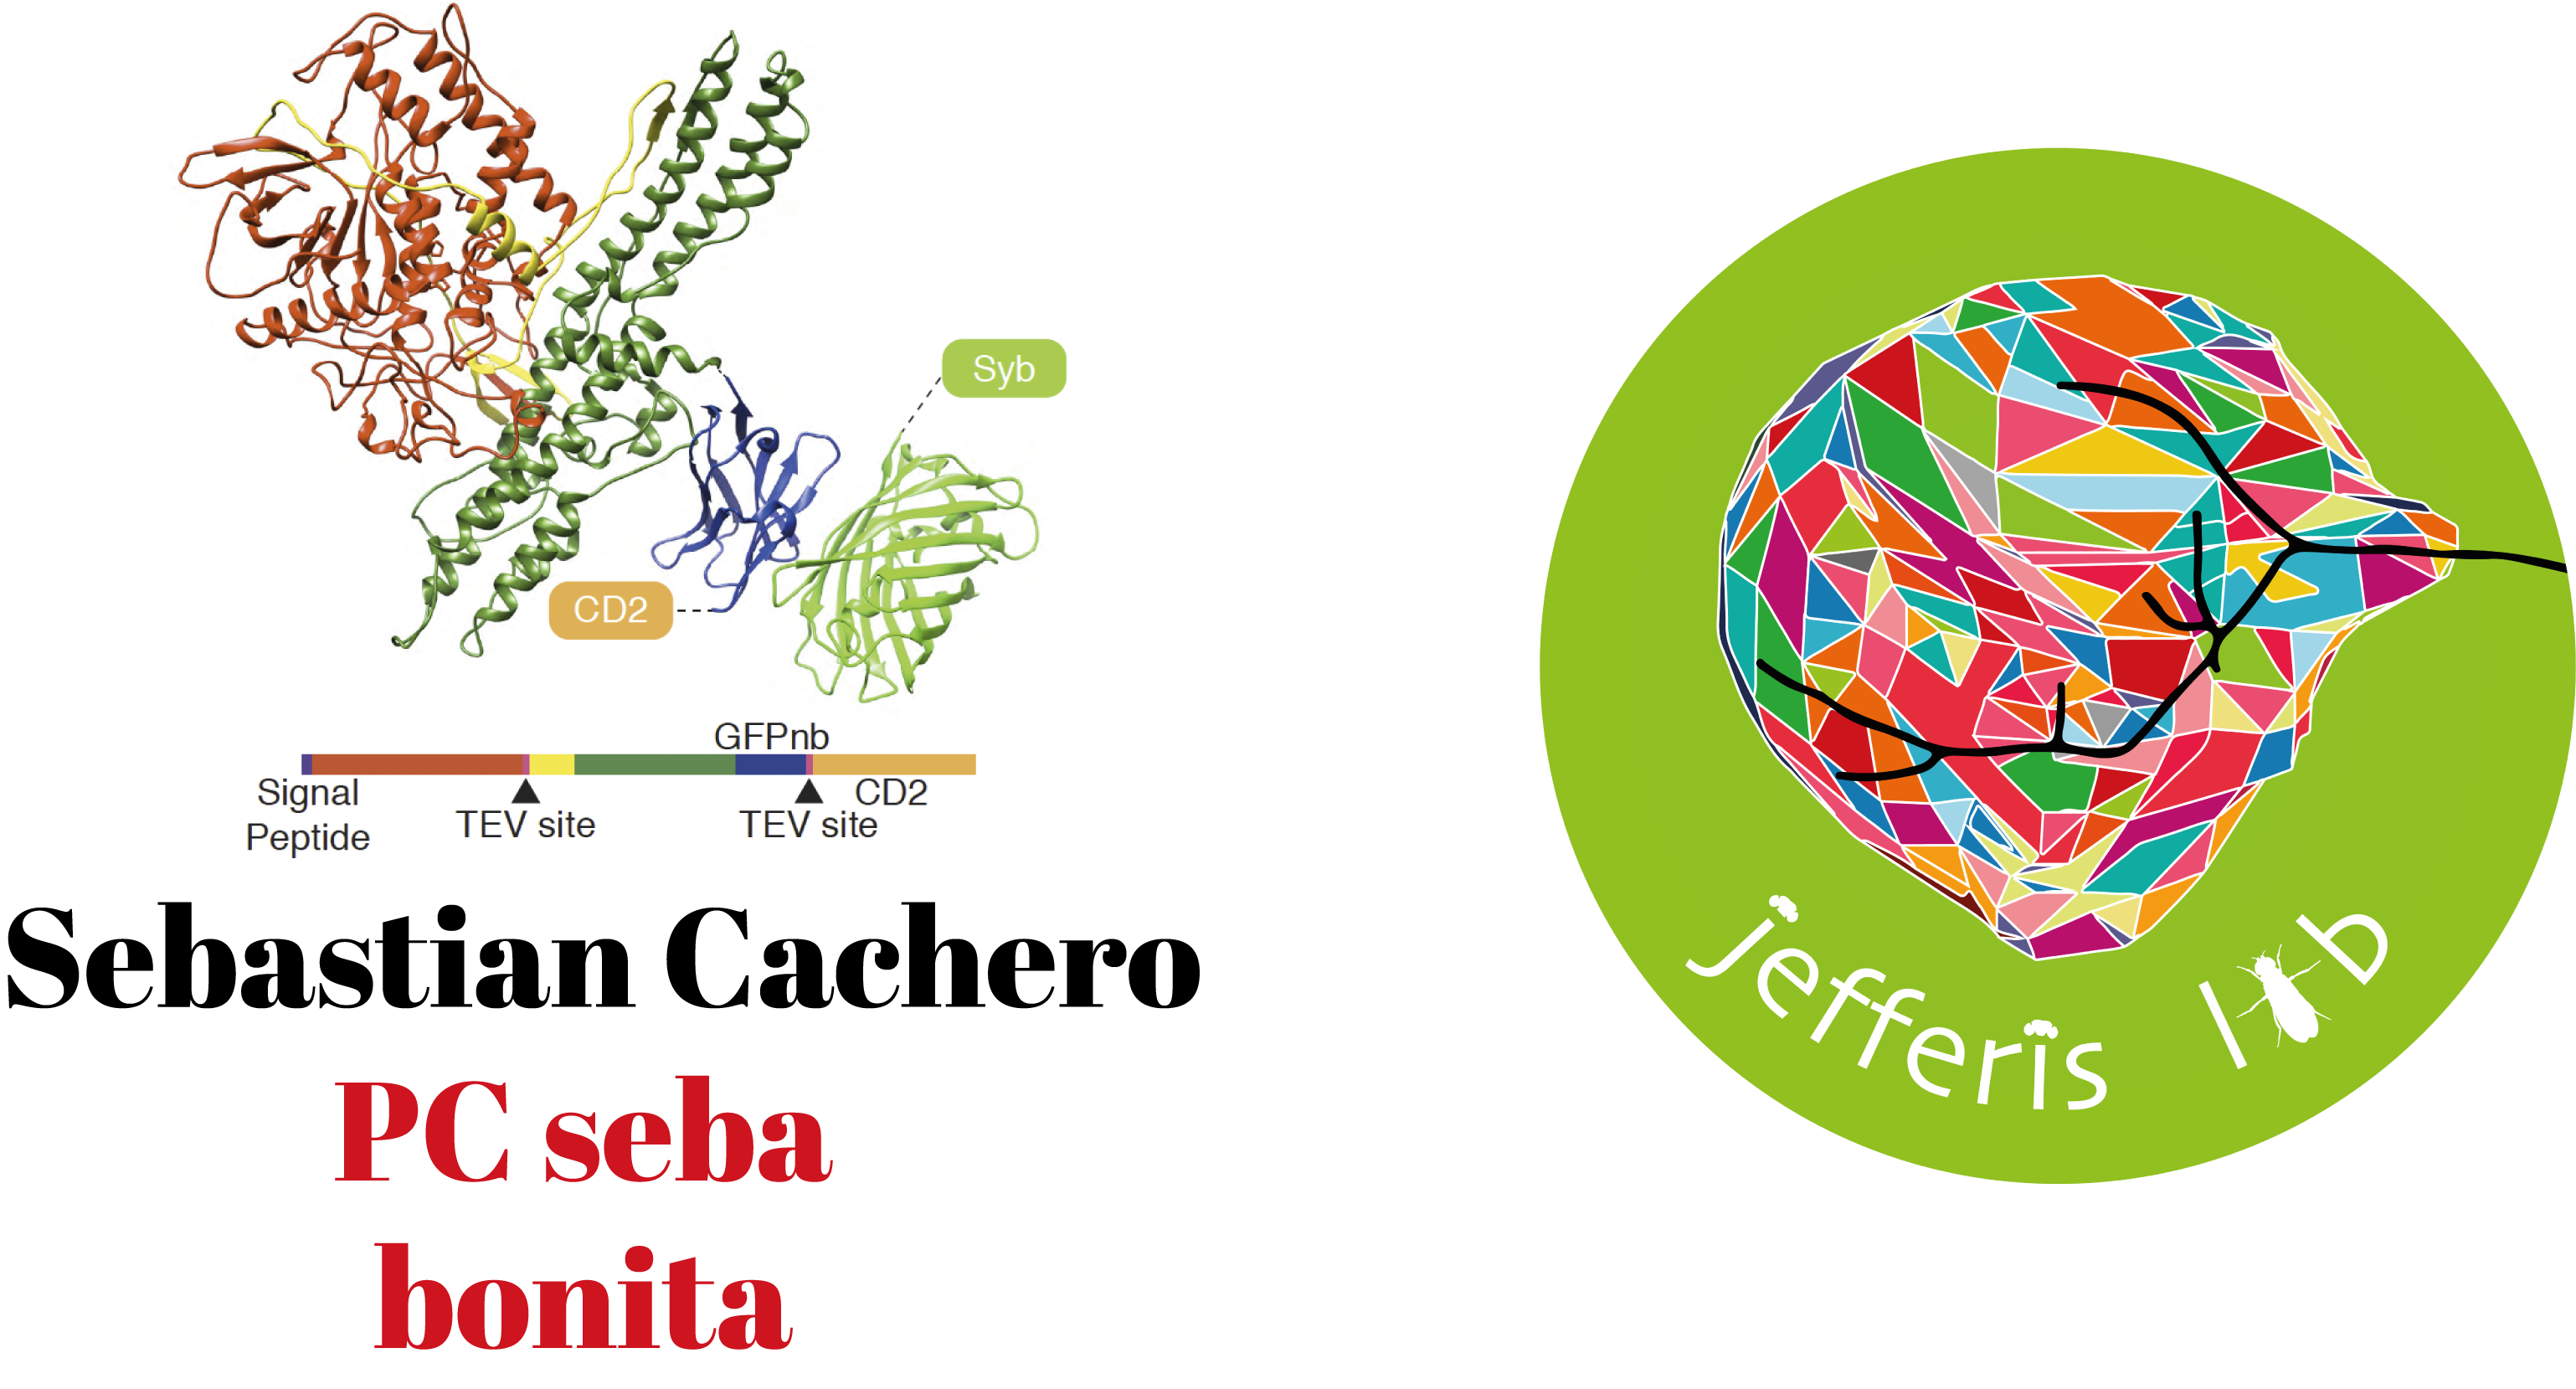 Syb
CD2
GFPnb
Signal
Peptide
TEV site
TEV site
CD2
Sebastian Cachero
PC seba
bonita
jefferis lab